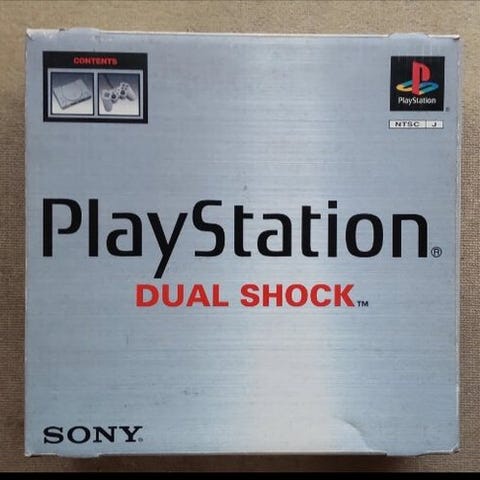 CONTENTS
PlayStation
NTSC J
PlayStation®
DUAL SHOCK™
SONY®